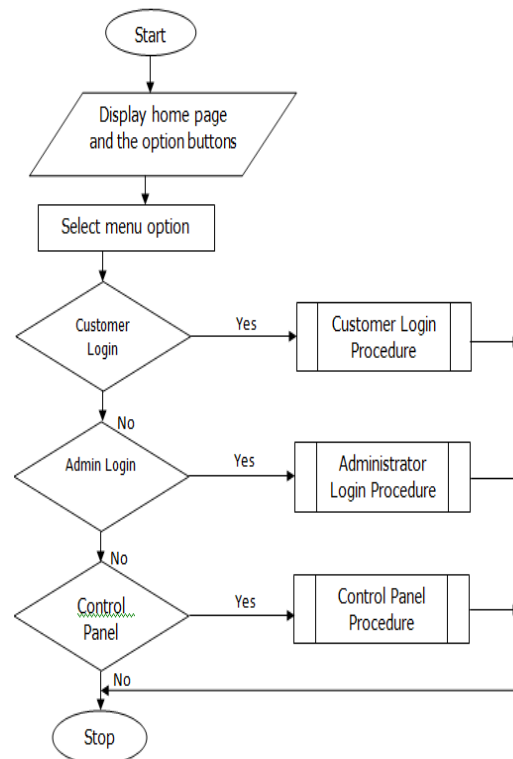 Start
Display home page
and the option buttons
Select menu option
Customer
Login
Yes
Customer Login
Procedure
No
Admin Login
Yes
Administrator
Login Procedure
No
Control
Panel
Yes
Control Panel
Procedure
No
Stop